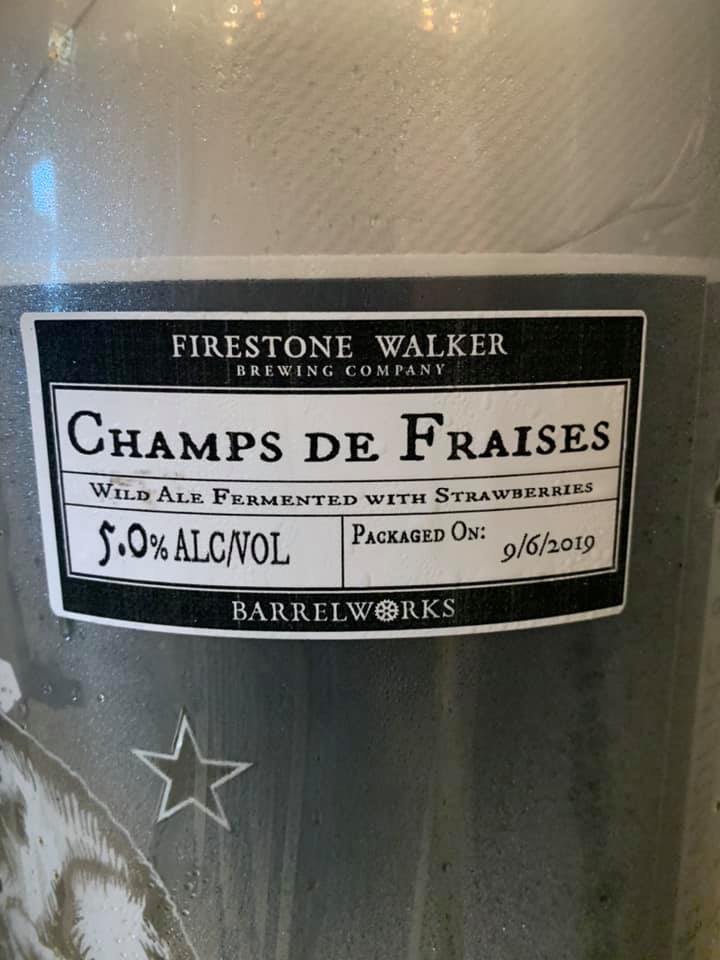 FIRESTONE WALKER
BREWING COMPANY
CHAMPS DE FRAISES
WILD ALE FERMENTED WITH STRAWBERRIES
5.0% ALC/VOL
PACKAGED ON: 9/6/2019
BARRELWORKS